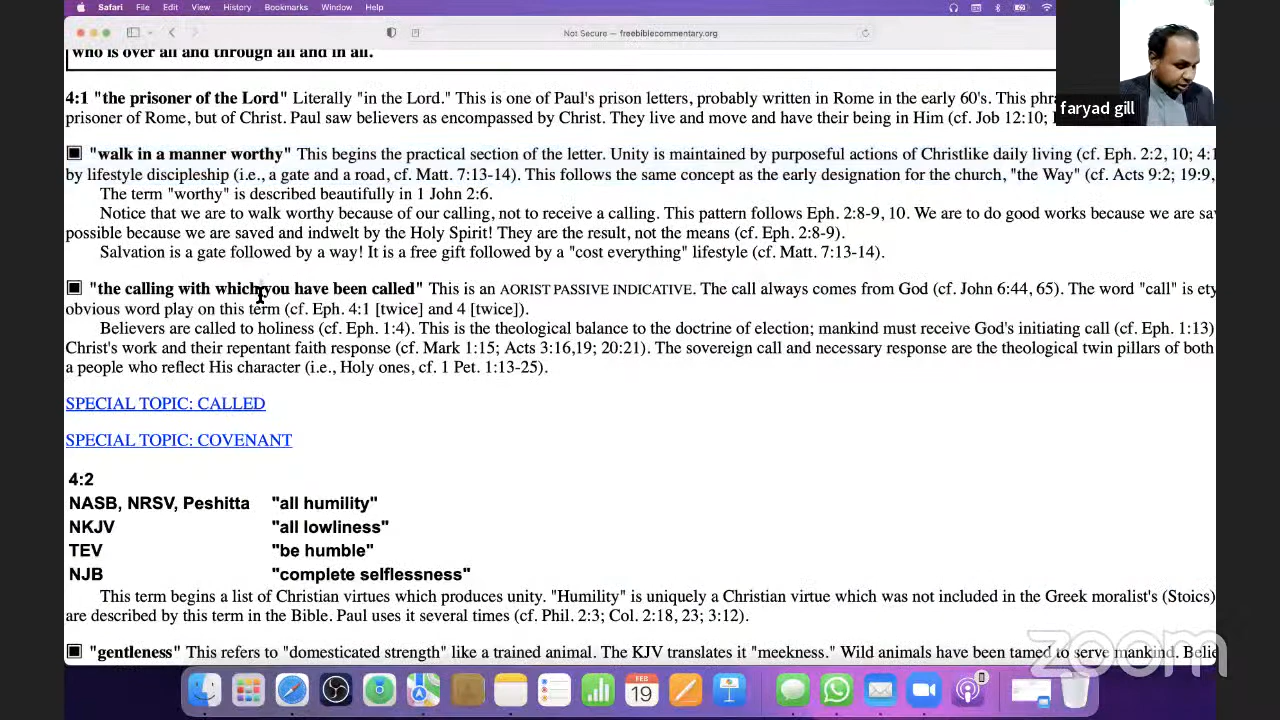 Safari File Edit View History Bookmarks Window Help
Not Secure — freebiblecommentary.org
who is over all and through all and in all.
faryad gill
4:1 "the prisoner of the Lord" Literally "in the Lord." This is one of Paul's prison letters, probably written in Rome in the early 60's. This
prisoner of Rome, but of Christ. Paul saw believers as encompassed by Christ. They live and move and have their being in Him (cf. Job 12:10;
"walk in a manner worthy" This begins the practical section of the letter. Unity is maintained by purposeful actions of Christlike daily living (cf. Eph. 2:2, 10;
by lifestyle discipleship (i.e., a gate and a road, cf. Matt. 7:13-14). This follows the same concept as the early designation for the church, "the Way" (cf. Acts 9:2; 19:9,
The term "worthy" is described beautifully in 1 John 2:6.
Notice that we are to walk worthy because of our calling, not to receive a calling. This pattern follows Eph. 2:8-9, 10. We are to do good works because we are
possible because we are saved and indwelt by the Holy Spirit! They are the result, not the means (cf. Eph. 2:8-9).
Salvation is a gate followed by a way! It is a free gift followed by a "cost everything" lifestyle (cf. Matt. 7:13-14).
"the calling with which you have been called" This is an AORIST PASSIVE INDICATIVE. The call always comes from God (cf. John 6:44, 65). The word "call" is
obvious word play on this term (cf. Eph. 4:1 [twice] and 4 [twice]).
Believers are called to holiness (cf. Eph. 1:4). This is the theological balance to the doctrine of election; mankind must receive God's initiating call (cf. Eph. 1:13)
Christ's work and their repentant faith response (cf. Mark 1:15; Acts 3:16,19; 20:21). The sovereign call and necessary response are the theological twin pillars of both
a people who reflect His character (i.e., Holy ones, cf. 1 Pet. 1:13-25).
SPECIAL TOPIC: CALLED
SPECIAL TOPIC: COVENANT
4:2
NASB, NRSV, Peshitta "all humility"
NKJV "all lowliness"
TEV "be humble"
NJB "complete selflessness"
This term begins a list of Christian virtues which produces unity. "Humility" is uniquely a Christian virtue which was not included in the Greek moralist's (Stoics)
are described by this term in the Bible. Paul uses it several times (cf. Phil. 2:3; Col. 2:18, 23; 3:12).
"gentleness" This refers to "domesticated strength" like a trained animal. The KJV translates it "meekness." Wild animals have been tamed to serve mankind.
zoom
FEB
19